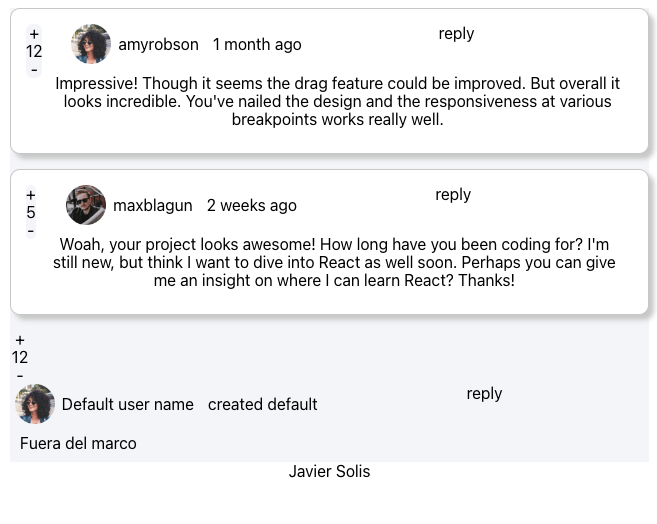 +
12
-
amyrobson 1 month ago
reply
Impressive! Though it seems the drag feature could be improved. But overall it
looks incredible. You've nailed the design and the responsiveness at various
breakpoints works really well.
+
5
-
maxblagun 2 weeks ago
reply
Woah, your project looks awesome! How long have you been coding for? I'm
still new, but think I want to dive into React as well soon. Perhaps you can give
me an insight on where I can learn React? Thanks!
+
12
-
Default user name created default
reply
Fuera del marco
Javier Solis